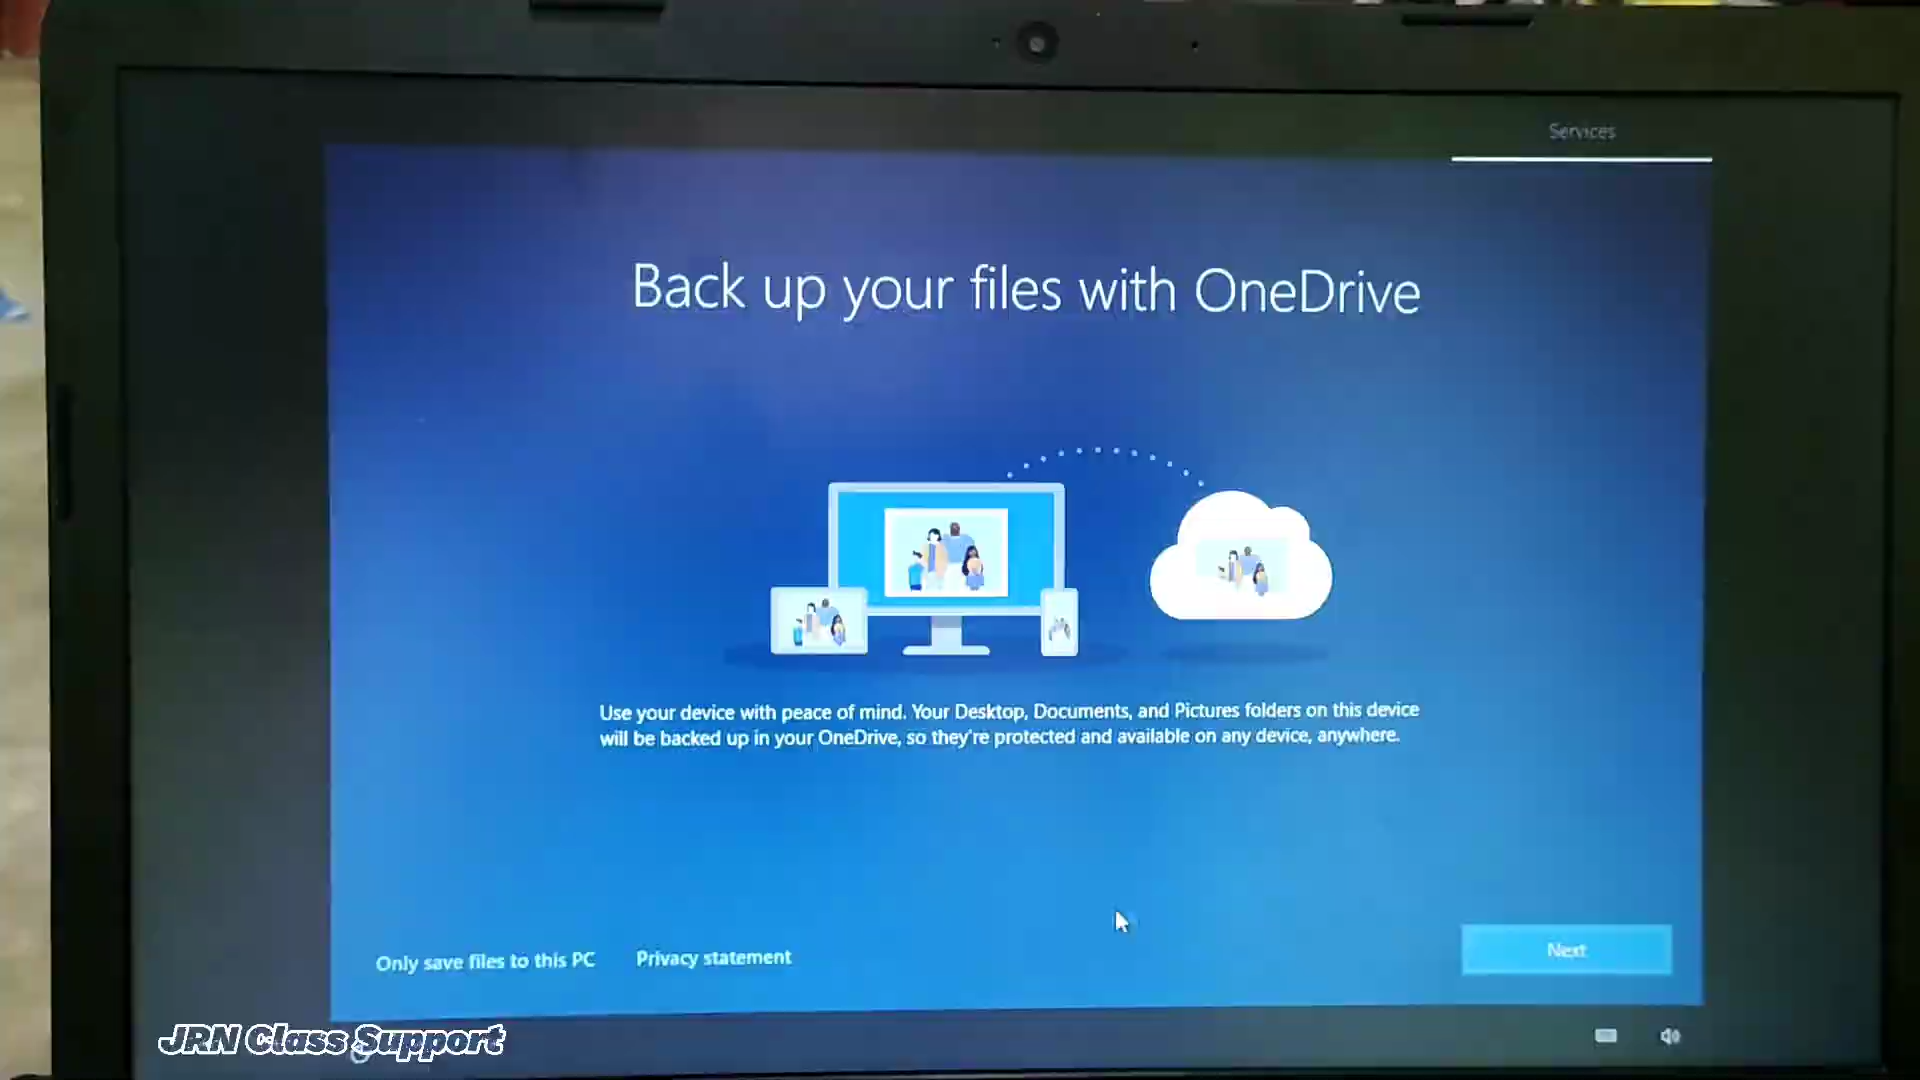 Services
Back up your files with OneDrive
Use your device with peace of mind. Your Desktop, Documents, and Pictures folders on this device
will be backed up in your OneDrive, so they're protected and available on any device, anywhere.
Only save files to this PC
Privacy statement
Next
JRN Class Support